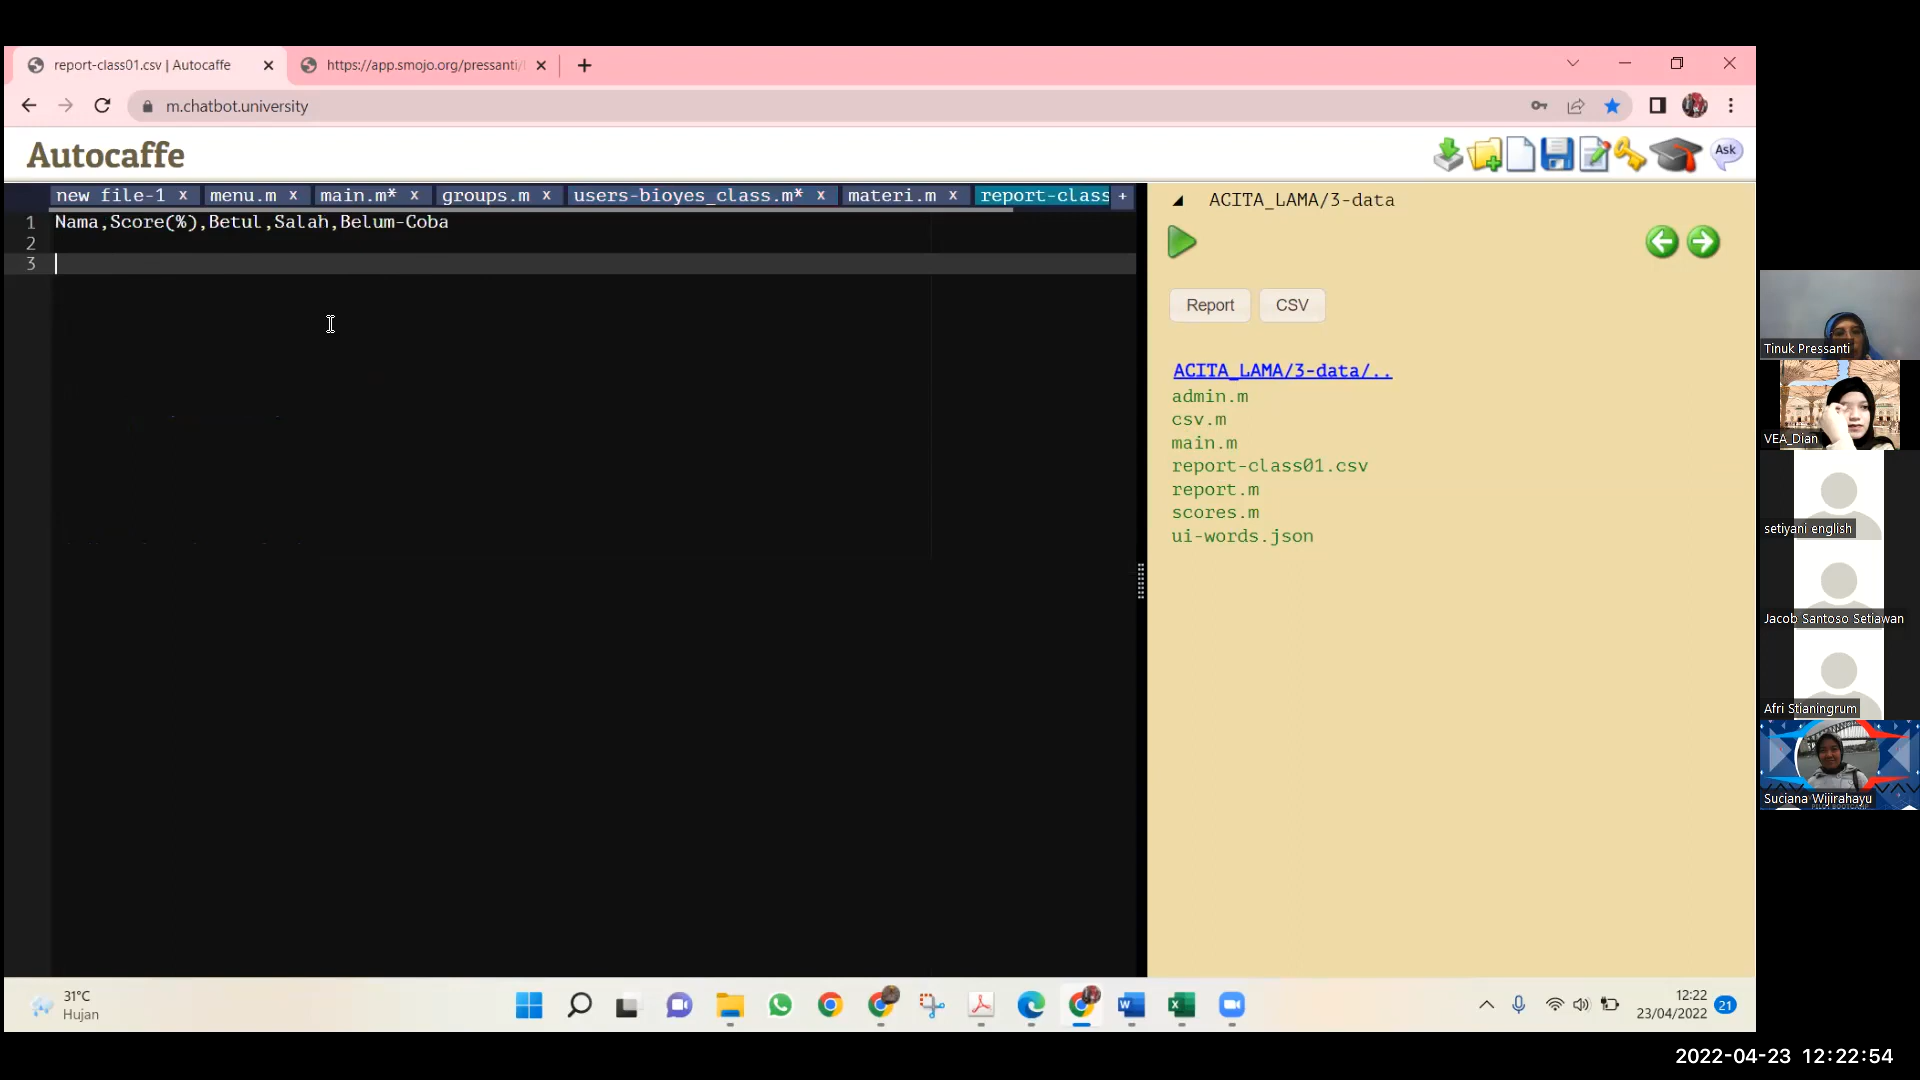 report-class01.csv | Autocaffe
https://app.smojo.org/pressanti/
m.chatbot.university
Autocaffe
Ask
new file-1 x menu.m x main.m* x groups.m x users-bioyes_class.m* x materi.m x report-class +
1 Nama,Score(%),Betul,Salah,Belum-Coba
2
3
ACITA_LAMA/3-data
Report CSV
ACITA_LAMA/3-data/..
admin.m
csv.m
main.m
report-class01.csv
report.m
scores.m
ui-words.json
Tinuk Pressanti
VEA_Dian
setiyani english
Jacob Santoso Setiawan
Afri Stianingrum
Suciana Wijirahayu
31°C
Hujan
12:22
23/04/2022
21
2022-04-23 12:22:54